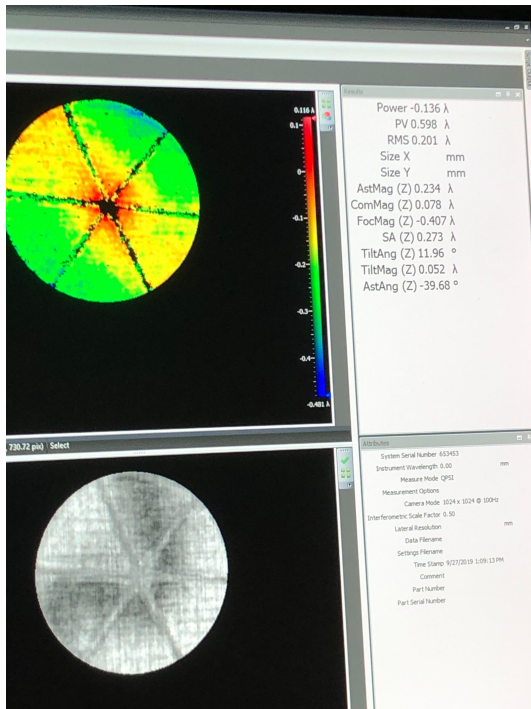 Results
Power -0.136 λ
PV 0.598 λ
RMS 0.201 λ
Size X mm
Size Y mm
AstMag (Z) 0.234 λ
ComMag (Z) 0.078 λ
FocMag (Z) -0.407 λ
SA (Z) 0.273 λ
TiltAng (Z) 11.96 °
TiltMag (Z) 0.052 λ
AstAng (Z) -39.68 °
0.116 λ
0.1
0
-0.1
-0.2
-0.3
-0.4
-0.481 λ
, 730.72 pix) Select
Attributes
System Serial Number 653453
Instrument Wavelength 0.00 mm
Measure Mode QPSI
Measurement Options
Camera Mode 1024 x 1024 @ 100Hz
Interferometric Scale Factor 0.50
Lateral Resolution mm
Data Filename
Settings Filename
Time Stamp 9/27/2019 1:09:13 PM
Comment
Part Number
Part Serial Number